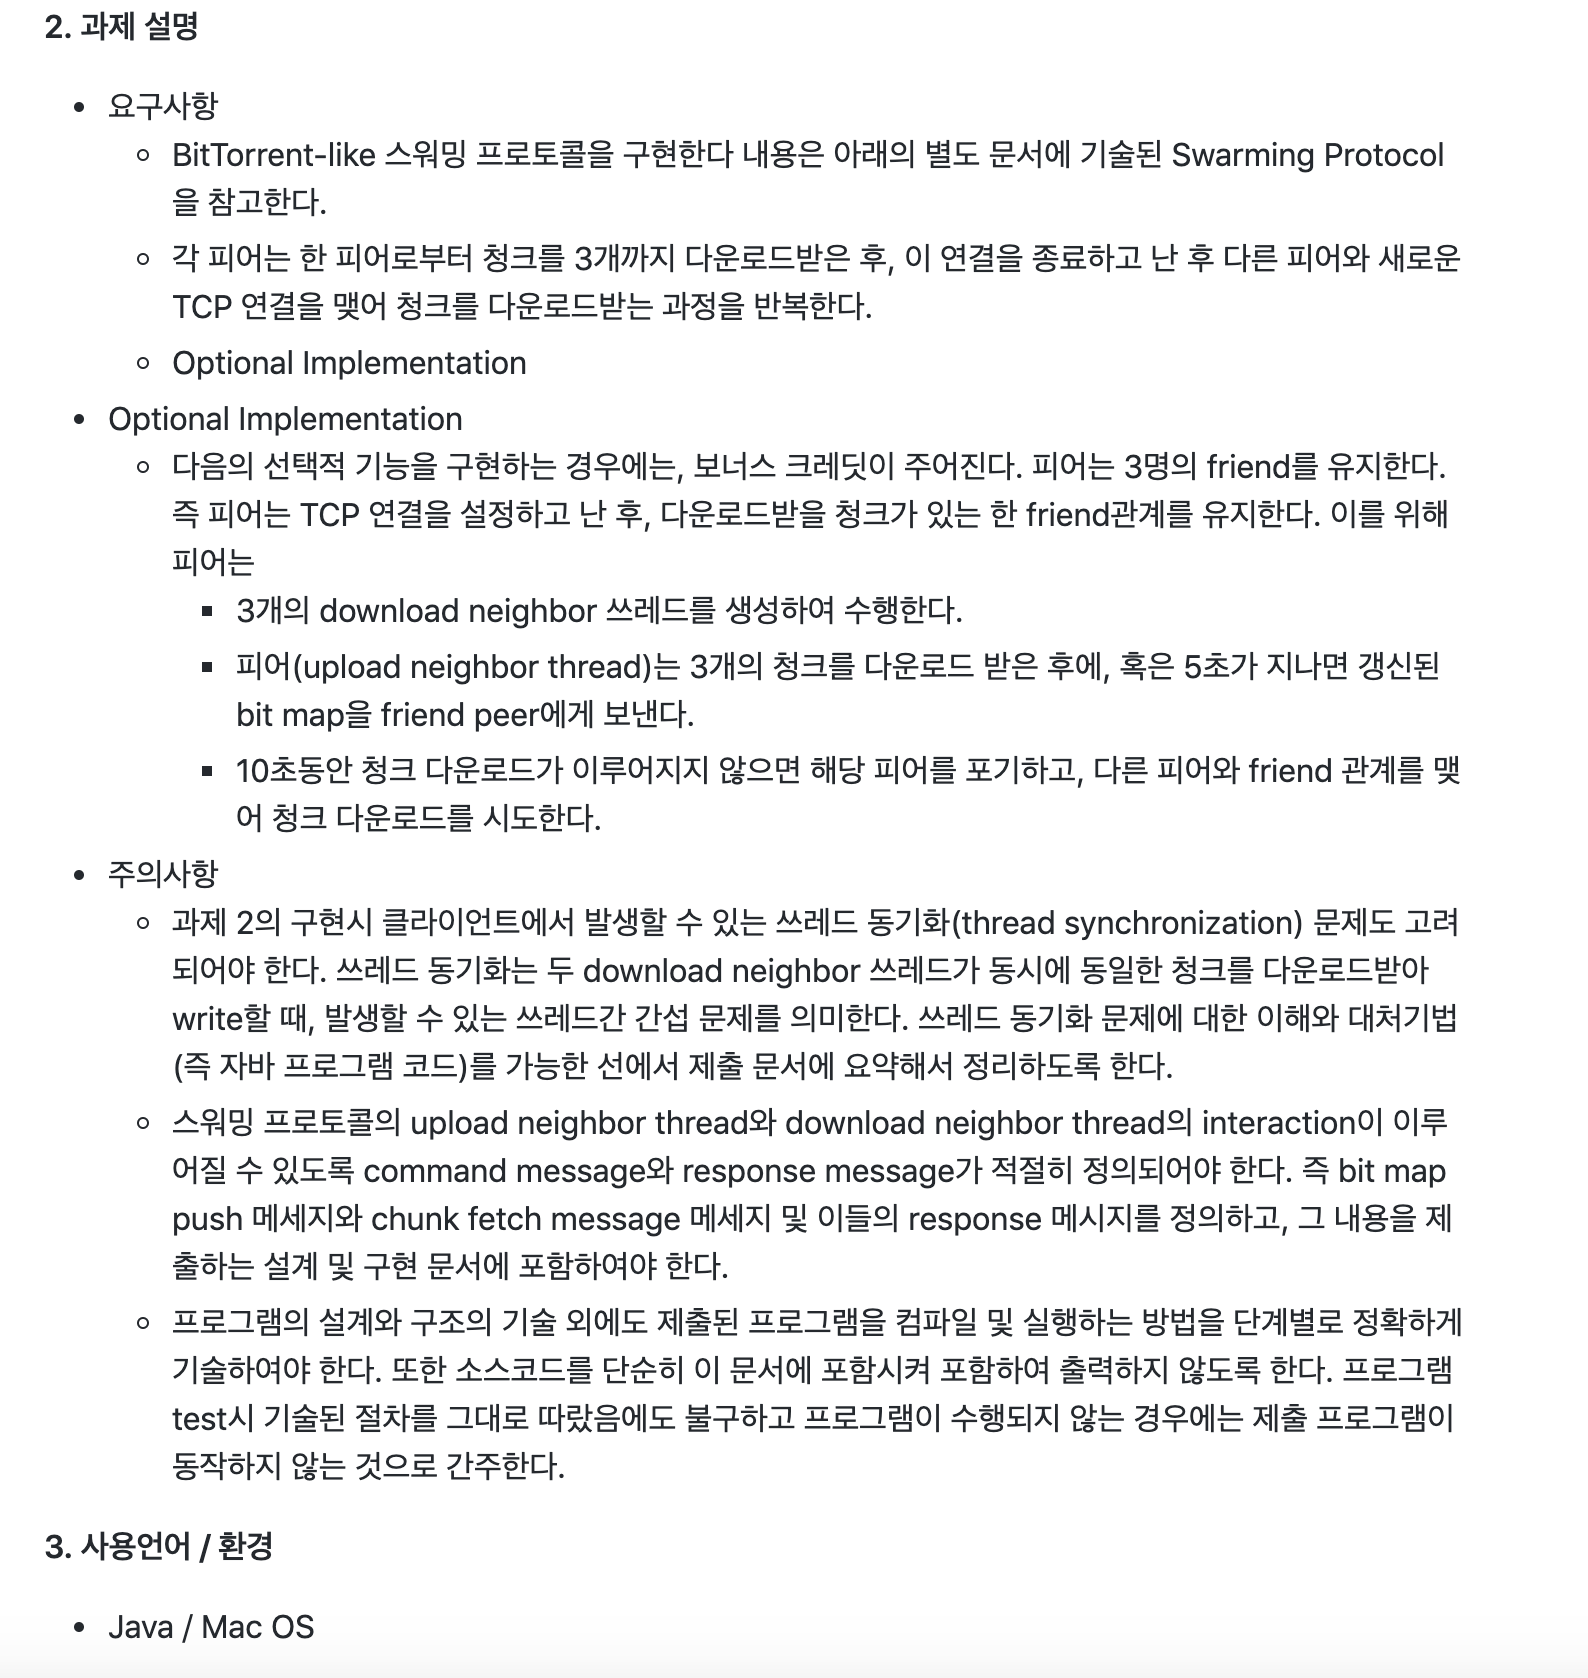 2. 과제 설명
• 요구사항
◦ BitTorrent-like 스워밍 프로토콜을 구현한다 내용은 아래의 별도 문서에 기술된 Swarming Protocol
을 참고한다.
◦ 각 피어는 한 피어로부터 청크를 3개까지 다운로드받은 후, 이 연결을 종료하고 난 후 다른 피어와 새로운
TCP 연결을 맺어 청크를 다운로드받는 과정을 반복한다.
◦ Optional Implementation
• Optional Implementation
◦ 다음의 선택적 기능을 구현하는 경우에는, 보너스 크레딧이 주어진다. 피어는 3명의 friend를 유지한다.
즉 피어는 TCP 연결을 설정하고 난 후, 다운로드받을 청크가 있는 한 friend관계를 유지한다. 이를 위해
피어는
▪ 3개의 download neighbor 쓰레드를 생성하여 수행한다.
▪ 피어(upload neighbor thread)는 3개의 청크를 다운로드 받은 후에, 혹은 5초가 지나면 갱신된
bit map을 friend peer에게 보낸다.
▪ 10초동안 청크 다운로드가 이루어지지 않으면 해당 피어를 포기하고, 다른 피어와 friend 관계를 맺
어 청크 다운로드를 시도한다.
• 주의사항
◦ 과제 2의 구현시 클라이언트에서 발생할 수 있는 쓰레드 동기화(thread synchronization) 문제도 고려
되어야 한다. 쓰레드 동기화는 두 download neighbor 쓰레드가 동시에 동일한 청크를 다운로드받아
write할 때, 발생할 수 있는 쓰레드간 간섭 문제를 의미한다. 쓰레드 동기화 문제에 대한 이해와 대처기법
(즉 자바 프로그램 코드)를 가능한 선에서 제출 문서에 요약해서 정리하도록 한다.
◦ 스워밍 프로토콜의 upload neighbor thread와 download neighbor thread의 interaction이 이루
어질 수 있도록 command message와 response message가 적절히 정의되어야 한다. 즉 bit map
push 메세지와 chunk fetch message 메세지 및 이들의 response 메시지를 정의하고, 그 내용을 제
출하는 설계 및 구현 문서에 포함하여야 한다.
◦ 프로그램의 설계와 구조의 기술 외에도 제출된 프로그램을 컴파일 및 실행하는 방법을 단계별로 정확하게
기술하여야 한다. 또한 소스코드를 단순히 이 문서에 포함시켜 포함하여 출력하지 않도록 한다. 프로그램
test시 기술된 절차를 그대로 따랐음에도 불구하고 프로그램이 수행되지 않는 경우에는 제출 프로그램이
동작하지 않는 것으로 간주한다.
3. 사용언어 / 환경
• Java / Mac OS